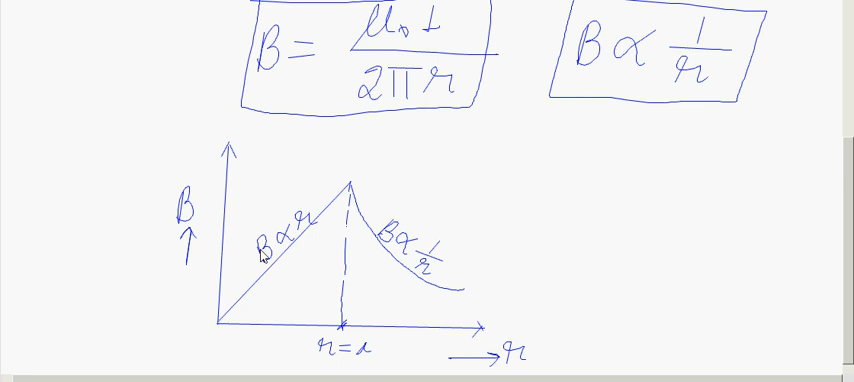 B = μ₀ I / 2πr
B ∝ 1/r
B
B ∝ r
B ∝ 1/r
r = a
→ r